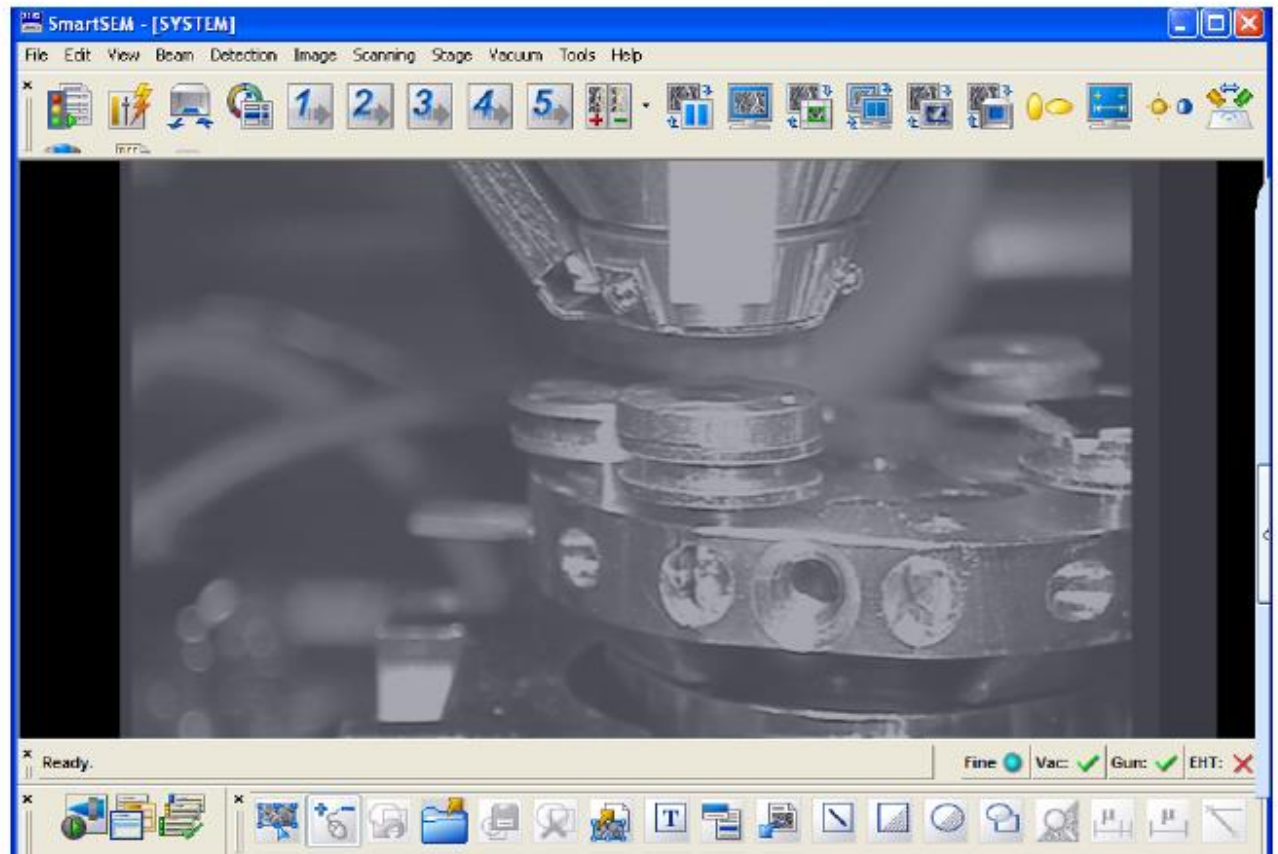 SmartSEM - [SYSTEM]
File Edit View Beam Detection Image Scanning Stage Vacuum Tools Help
1 2 3 4 5
Ready. Fine Vac: Gun: EHT:
T µ µ